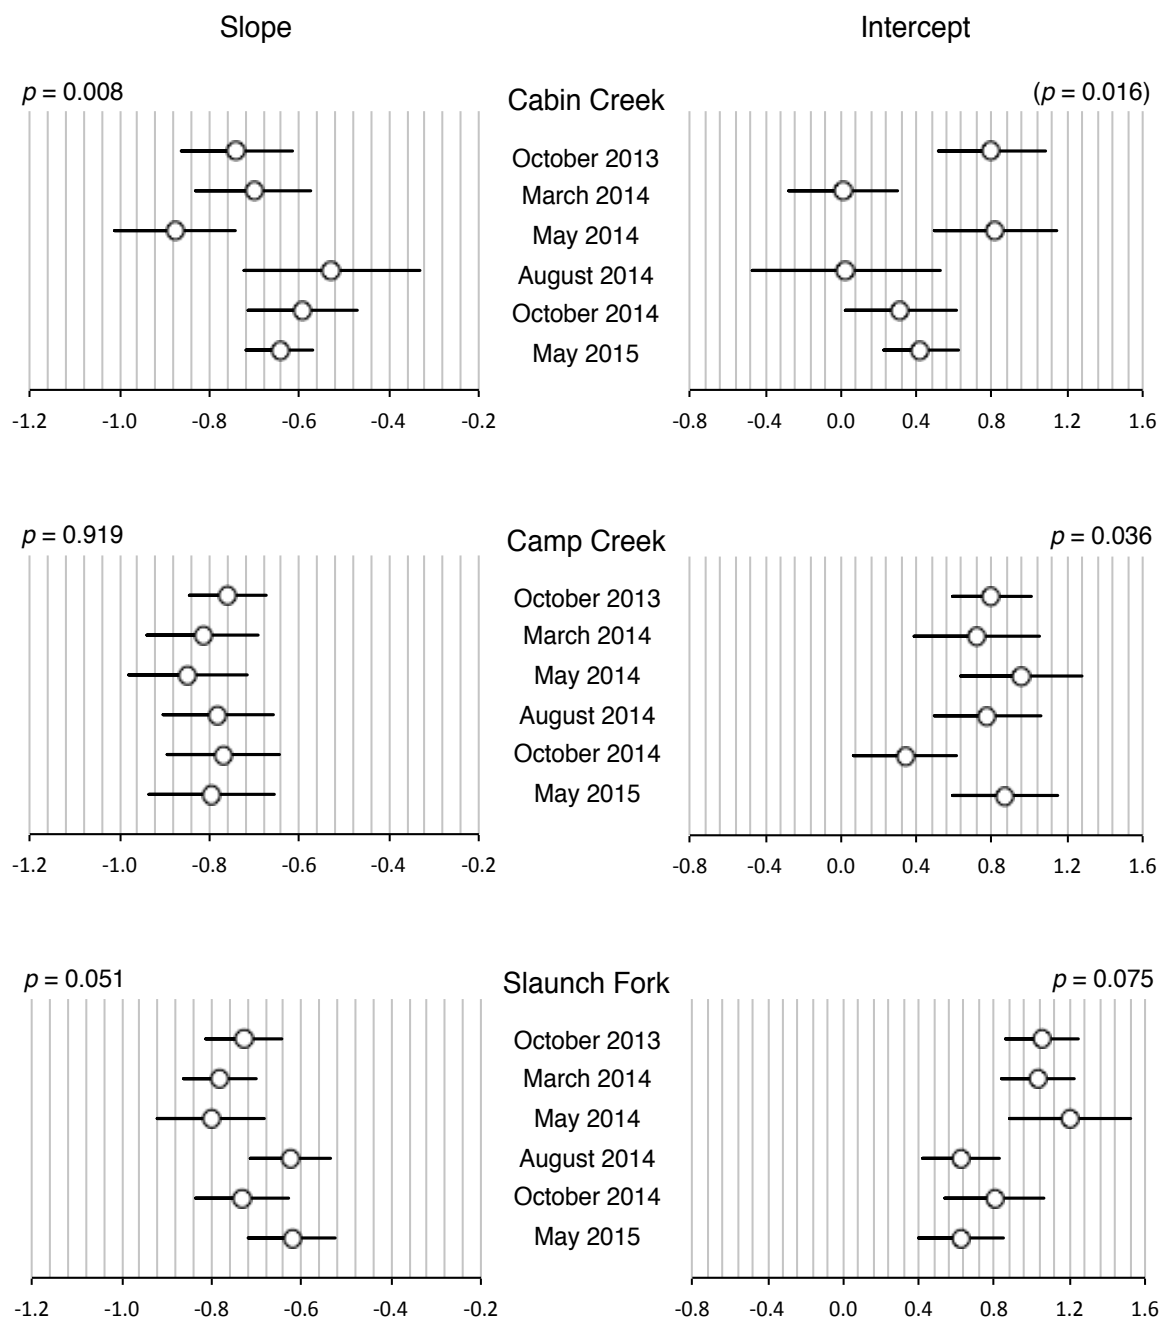 Slope Intercept
p = 0.008 Cabin Creek (p = 0.016)
October 2013
March 2014
May 2014
August 2014
October 2014
May 2015
-1.2 -1.0 -0.8 -0.6 -0.4 -0.2 -0.8 -0.4 0.0 0.4 0.8 1.2 1.6
p = 0.919 Camp Creek p = 0.036
October 2013
March 2014
May 2014
August 2014
October 2014
May 2015
-1.2 -1.0 -0.8 -0.6 -0.4 -0.2 -0.8 -0.4 0.0 0.4 0.8 1.2 1.6
p = 0.051 Slaunch Fork p = 0.075
October 2013
March 2014
May 2014
August 2014
October 2014
May 2015
-1.2 -1.0 -0.8 -0.6 -0.4 -0.2 -0.8 -0.4 0.0 0.4 0.8 1.2 1.6